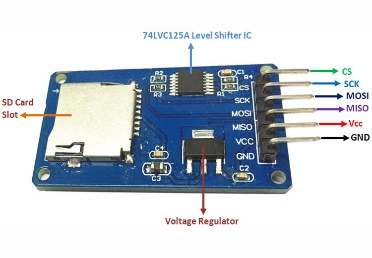 74LVC125A Level Shifter IC
SD Card
Slot
R2
R3
C1
R4
CS
SCK
MOSI
MISO
VCC
GND
C4
C3
C2
CS
SCK
MOSI
MISO
Vcc
GND
Voltage Regulator